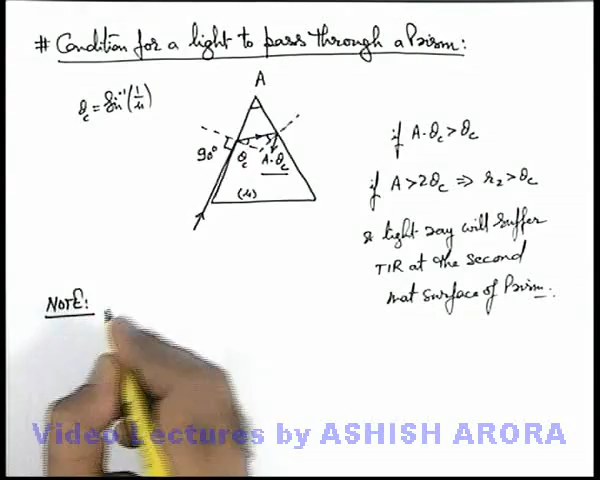 # Condition for a light to pass through a Prism:
θc = sin⁻¹(1/μ)
A
90°
θc
A-θc
(μ)
if A-θc > θc
if A > 2θc ⇒ r₂ > θc
& light ray will suffer
TIR at the second
surface of Prism.
NOTE:
Video Lectures by ASHISH ARORA